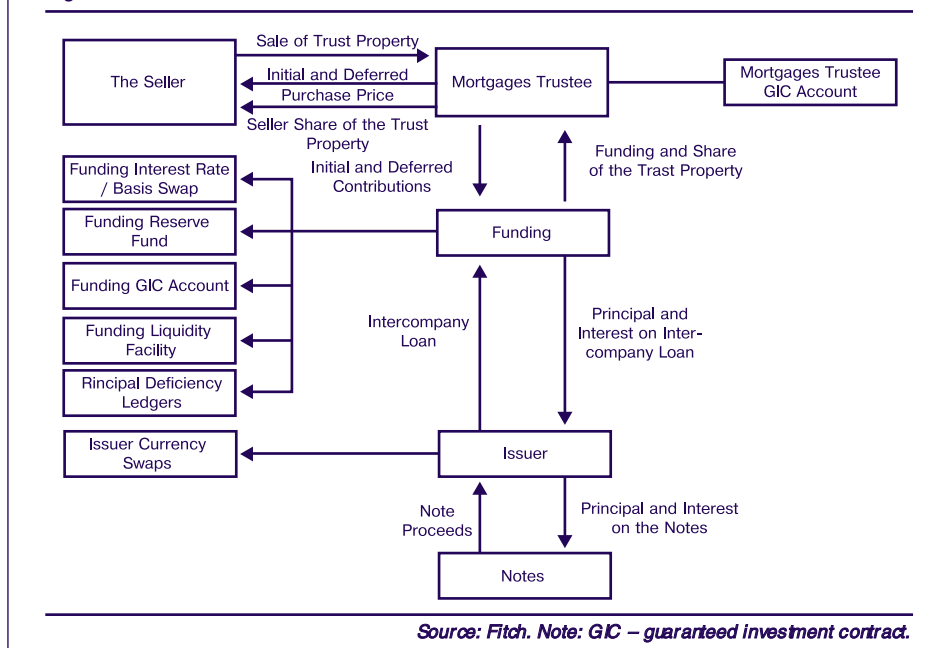 Sale of Trust Property
The Seller
Initial and Deferred
Purchase Price
Mortgages Trustee
Mortgages Trustee
GIC Account
Seller Share of the Trust
Property
Initial and Deferred
Contributions
Funding and Share
of the Trast Property
Funding Interest Rate
/ Basis Swap
Funding Reserve
Fund
Funding
Funding GIC Account
Intercompany
Loan
Principal and
Interest on Inter-
company Loan
Funding Liquidity
Facility
Rincipal Deficiency
Ledgers
Issuer Currency
Swaps
Issuer
Note
Proceeds
Principal and Interest
on the Notes
Notes
Source: Fitch. Note: GIC – guaranteed investment contract.